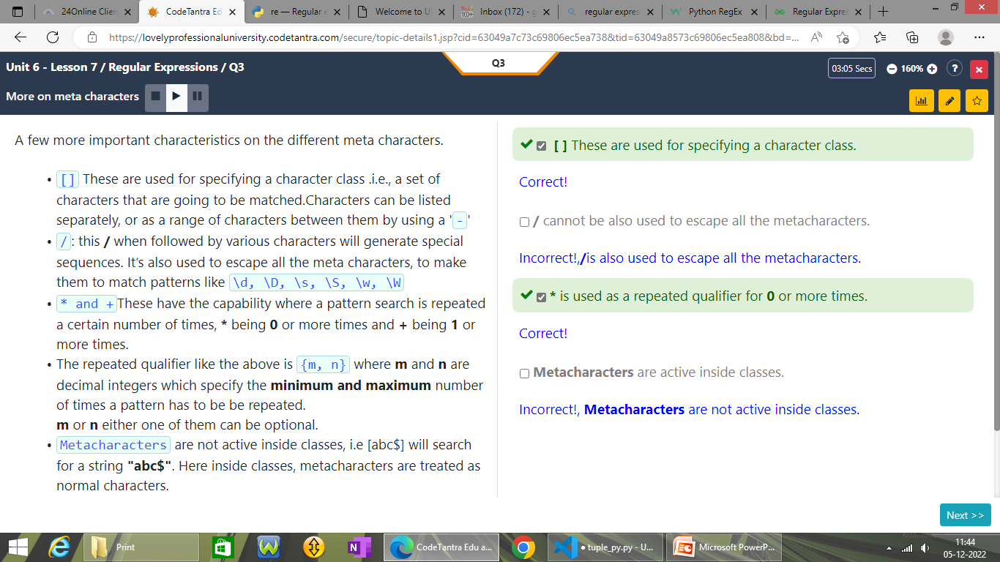 24Online Clien
CodeTantra Ed
re — Regular e
Welcome to U
Inbox (172) - g
regular expres
Python RegEx
Regular Expre
https://lovelyprofessionaluniversity.codetantra.com/secure/topic-details1.jsp?cid=63049a7c73c69806ec5ea738&tid=63049a8573c69806ec5ea808&bd=...
Unit 6 - Lesson 7 / Regular Expressions / Q3
Q3
03:05 Secs
160%
?
More on meta characters
A few more important characteristics on the different meta characters.
• [] These are used for specifying a character class .i.e., a set of
characters that are going to be matched.Characters can be listed
separately, or as a range of characters between them by using a '-'
• /: this / when followed by various characters will generate special
sequences. It’s also used to escape all the meta characters, to make
them to match patterns like \d, \D, \s, \S, \w, \W
• * and + These have the capability where a pattern search is repeated
a certain number of times, * being 0 or more times and + being 1 or
more times.
• The repeated qualifier like the above is {m, n} where m and n are
decimal integers which specify the minimum and maximum number
of times a pattern has to be be repeated.
m or n either one of them can be optional.
• Metacharacters are not active inside classes, i.e [abc$] will search
for a string "abc$". Here inside classes, metacharacters are treated as
normal characters.
[ ] These are used for specifying a character class.
Correct!
/ cannot be also used to escape all the metacharacters.
Incorrect!,/is also used to escape all the metacharacters.
* is used as a repeated qualifier for 0 or more times.
Correct!
Metacharacters are active inside classes.
Incorrect!, Metacharacters are not active inside classes.
Next >>
Print
CodeTantra Edu a...
• tuple_py.py - U...
Microsoft PowerP...
11:44
05-12-2022